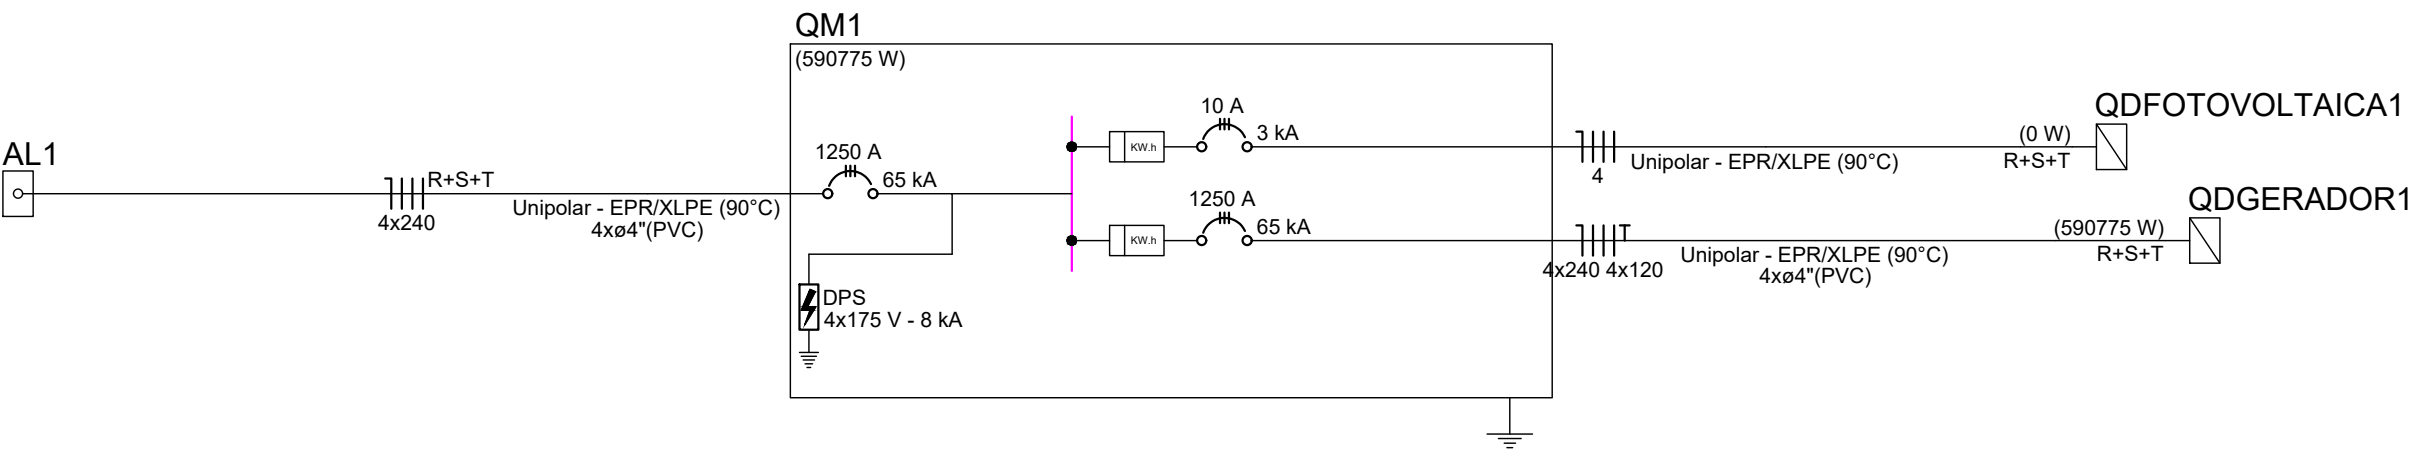 QM1
(590775 W)
AL1
R+S+T
4x240
Unipolar - EPR/XLPE (90°C)
4xø4"(PVC)
1250 A
65 kA
DPS
4x175 V - 8 kA
KW.h
10 A
3 kA
4
Unipolar - EPR/XLPE (90°C)
(0 W)
R+S+T
QDFOTOVOLTAICA1
KW.h
1250 A
65 kA
4x240 4x120
Unipolar - EPR/XLPE (90°C)
4xø4"(PVC)
(590775 W)
R+S+T
QDGERADOR1